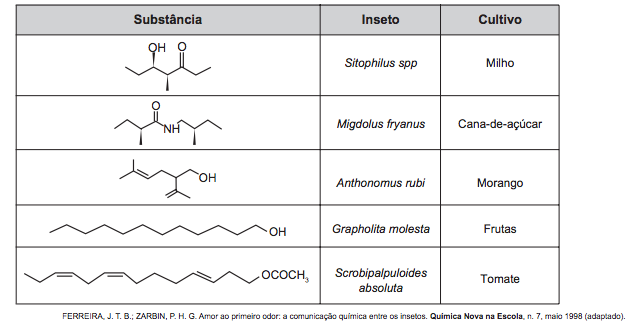 Substância Inseto Cultivo
OH O
Sitophilus spp Milho
O
NH
Migdolus fryanus Cana-de-açúcar
OH
Anthonomus rubi Morango
OH
Grapholita molesta Frutas
OCOCH₃
Scrobipalpuloides absoluta Tomate
FERREIRA, J. T. B.; ZARBIN, P. H. G. Amor ao primeiro odor: a comunicação química entre os insetos. Química Nova na Escola, n. 7, maio 1998 (adaptado).